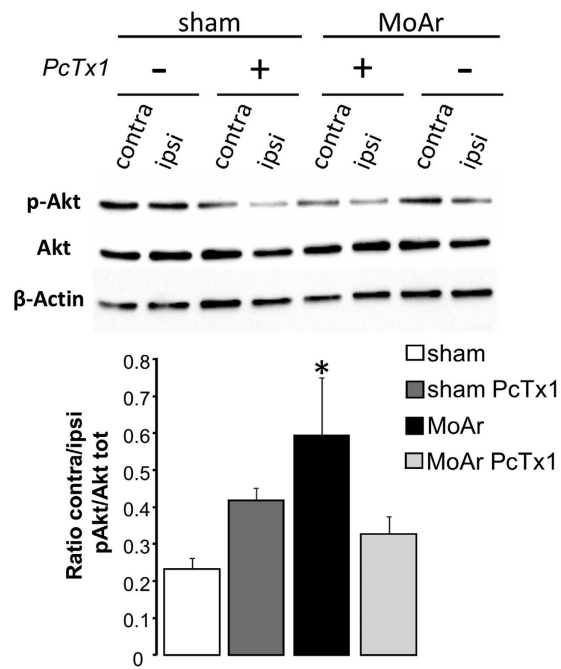 sham MoAr
PcTx1 - + + -
contra ipsi contra ipsi contra ipsi contra ipsi
p-Akt
Akt
β-Actin
sham
sham PcTx1
MoAr
MoAr PcTx1
Ratio contra/ipsi
pAkt/Akt tot
0.8
0.7
0.6
0.5
0.4
0.3
0.2
0.1
0
*